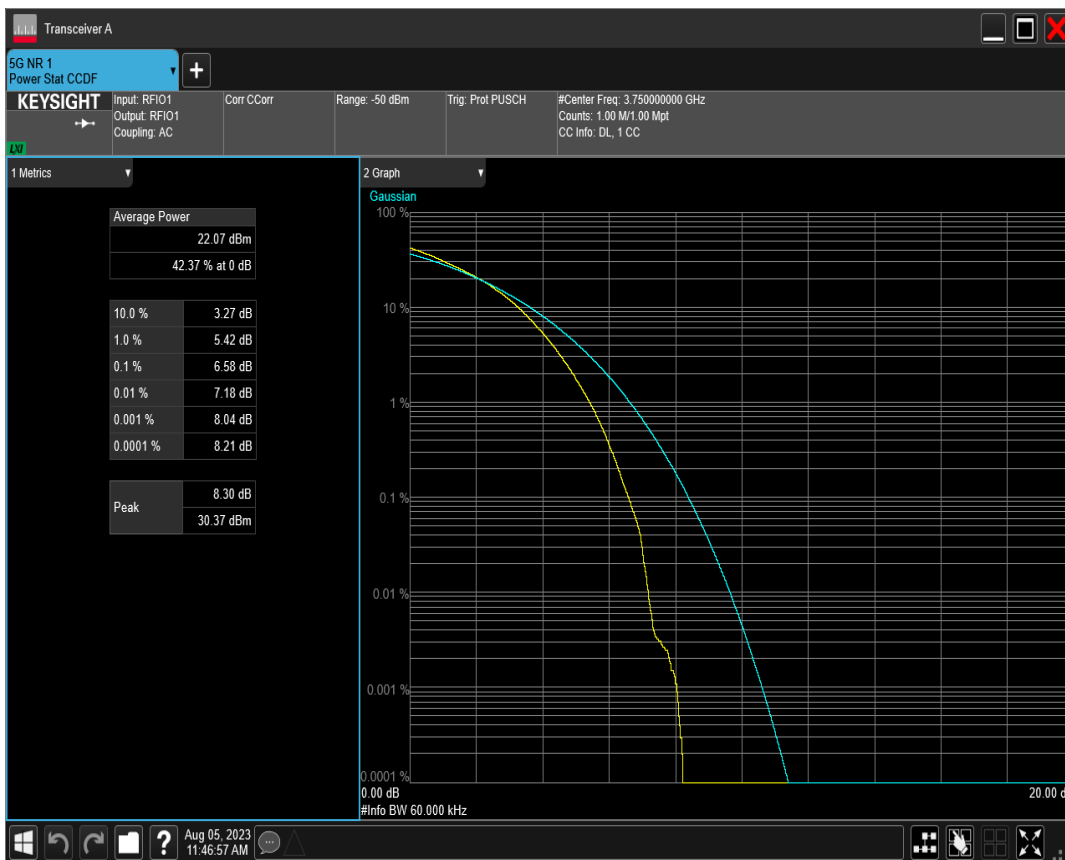 Transceiver A
5G NR 1
Power Stat CCDF
+
KEYSIGHT
LXI
Input: RFIO1
Output: RFIO1
Coupling: AC
Corr CCorr
Range: -50 dBm
Trig: Prot PUSCH
#Center Freq: 3.750000000 GHz
Counts: 1.00 M/1.00 Mpt
CC Info: DL, 1 CC
1 Metrics
Average Power
22.07 dBm
42.37 % at 0 dB
10.0 % 3.27 dB
1.0 % 5.42 dB
0.1 % 6.58 dB
0.01 % 7.18 dB
0.001 % 8.04 dB
0.0001 % 8.21 dB
Peak
8.30 dB
30.37 dBm
2 Graph
Gaussian
100 %
10 %
1 %
0.1 %
0.01 %
0.001 %
0.0001 %
0.00 dB 20.00 d
#Info BW 60.000 kHz
?
Aug 05, 2023
11:46:57 AM